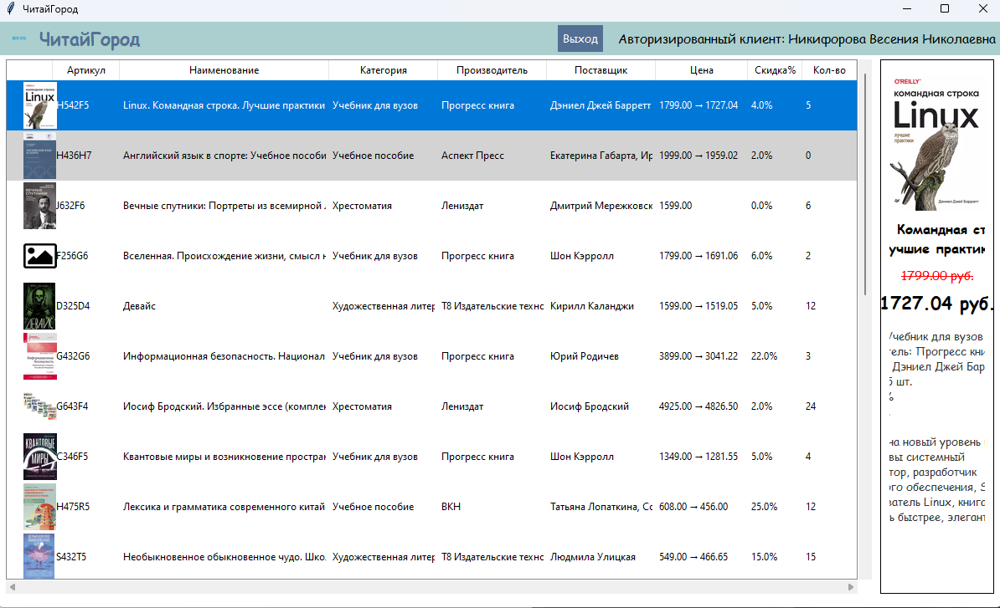 ЧитайГород
ЧитайГород
Выход
Авторизированный клиент: Никифорова Весения Николаевна
Артикул Наименование Категория Производитель Поставщик Цена Скидка% Кол-во
H542F5 Linux. Командная строка. Лучшие практики Учебник для вузов Прогресс книга Дэниел Джей Барретт 1799.00 → 1727.04 4.0% 5
H436H7 Английский язык в спорте: Учебное пособи Учебное пособие Аспект Пресс Екатерина Габарта, Ир 1999.00 → 1959.02 2.0% 0
J632F6 Вечные спутники: Портреты из всемирной Хрестоматия Лениздат Дмитрий Мережковск 1599.00 0.0% 6
F256G6 Вселенная. Происхождение жизни, смысл Учебник для вузов Прогресс книга Шон Кэрролл 1799.00 → 1691.06 6.0% 2
D325D4 Девайс Художественная литер Т8 Издательские техно Кирилл Каланджи 1599.00 → 1519.05 5.0% 12
G432G6 Информационная безопасность. Национал Учебник для вузов Прогресс книга Юрий Родичев 3899.00 → 3041.22 22.0% 3
G643F4 Иосиф Бродский. Избранные эссе (комплек Хрестоматия Лениздат Иосиф Бродский 4925.00 → 4826.50 2.0% 24
C346F5 Квантовые миры и возникновение простран Учебник для вузов Прогресс книга Шон Кэрролл 1349.00 → 1281.55 5.0% 4
H475R5 Лексика и грамматика современного китай Учебное пособие ВКН Татьяна Лопаткина, Со 608.00 → 456.00 25.0% 12
S432T5 Необыкновенное обыкновенное чудо. Шко Художественная литер Т8 Издательские техно Людмила Улицкая 549.00 → 466.65 15.0% 15
O'REILLY
командная строка
Linux
лучшие
практики
Дэниел Джей Барретт
Командная ст
учшие практик
1799.00 руб.
1727.04 руб.
Учебник для вузов
тель: Прогресс кни
Дэниел Джей Бар
5 шт.
%
на новый уровень
вы системный
тор, разработчик
ого обеспечения, S
ватель Linux, книга
ь быстрее, элеган